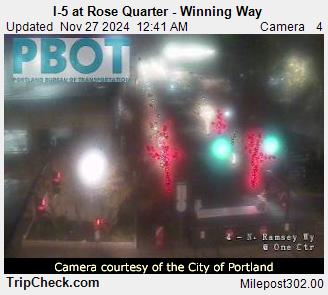 I-5 at Rose Quarter - Winning Way
Updated Nov 27 2024 12:41 AM Camera 4
PBOT
PORTLAND BUREAU OF TRANSPORTATION
4 - N. Ramsey Wy
@ One Ctr
Camera courtesy of the City of Portland
TripCheck.com Milepost302.00